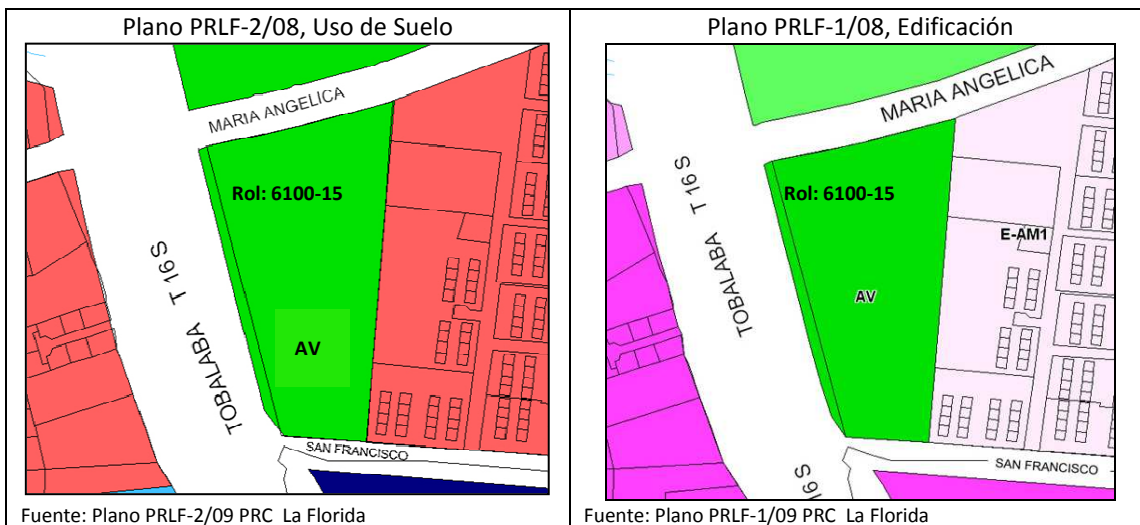 Plano PRLF-2/08, Uso de Suelo
MARIA ANGELICA
Rol: 6100-15
TOBALABA T 16 S
AV
SAN FRANCISCO
Fuente: Plano PRLF-2/09 PRC La Florida
Plano PRLF-1/08, Edificación
MARIA ANGELICA
Rol: 6100-15
E-AM1
TOBALABA T 16 S
AV
SAN FRANCISCO
16 S
Fuente: Plano PRLF-1/09 PRC La Florida